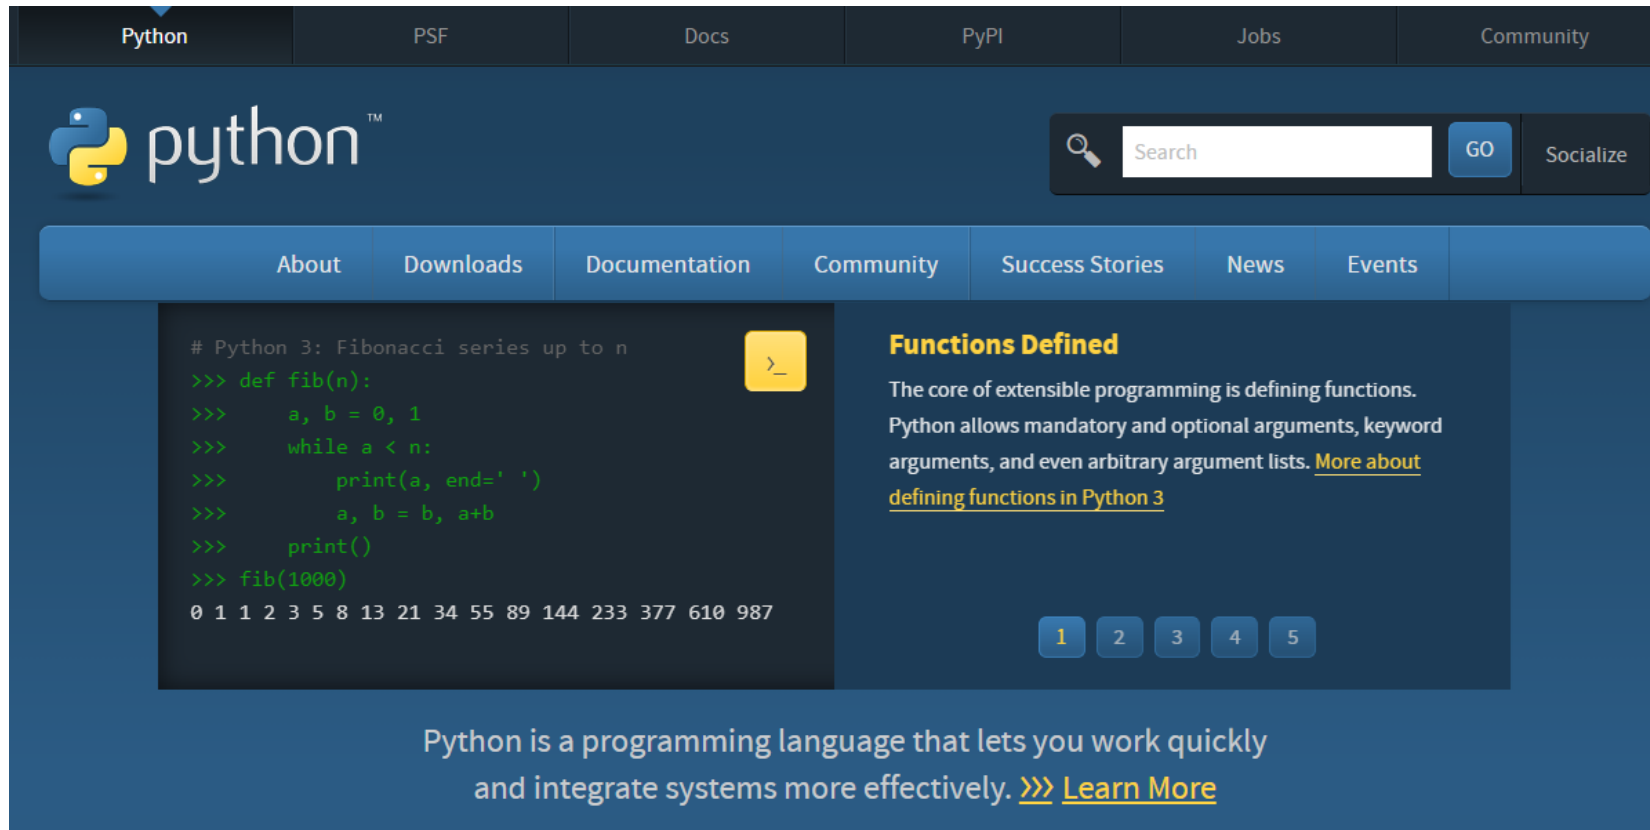 Python PSF Docs PyPI Jobs Community
python™
Search GO Socialize
About Downloads Documentation Community Success Stories News Events
# Python 3: Fibonacci series up to n
>>> def fib(n):
>>>     a, b = 0, 1
>>>     while a < n:
>>>         print(a, end=' ')
>>>         a, b = b, a+b
>>>     print()
>>> fib(1000)
0 1 1 2 3 5 8 13 21 34 55 89 144 233 377 610 987
>_
Functions Defined
The core of extensible programming is defining functions.
Python allows mandatory and optional arguments, keyword
arguments, and even arbitrary argument lists. More about
defining functions in Python 3
1 2 3 4 5
Python is a programming language that lets you work quickly
and integrate systems more effectively. >>> Learn More